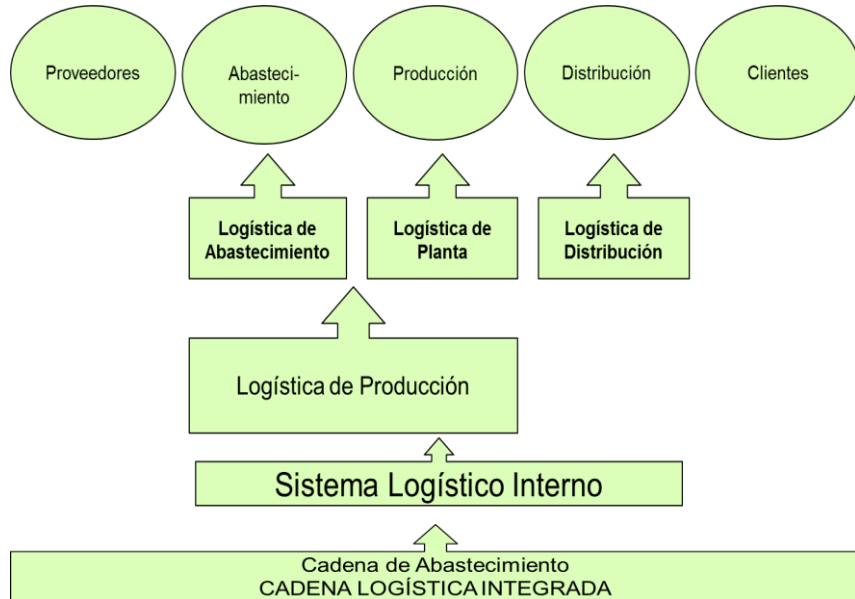 Proveedores
Abasteci-
miento
Producción
Distribución
Clientes
Logística de
Abastecimiento
Logística de
Planta
Logística de
Distribución
Logística de Producción
Sistema Logístico Interno
Cadena de Abastecimiento
CADENA LOGÍSTICA INTEGRADA